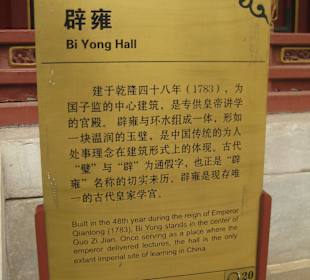 辟雍
Bi Yong Hall
建于乾隆四十八年（1783），为
国子监的中心建筑，是专供皇帝讲学
的宫殿。辟雍与环水组成一体，形如
一块温润的玉璧，是中国传统的为人
处事理念在建筑形式上的体现。古代
“璧”与“辟”为通假字，也正是“辟
雍”名称的切实来历。辟雍是现存唯
一的古代皇家学宫。
Built in the 48th year during the reign of Emperor
Qianlong (1783), Bi Yong stands in the center of
Guo Zi Jian. Once serving as a place where the
emperor delivered lectures, the hall is the only
extant imperial site of learning in China.
20